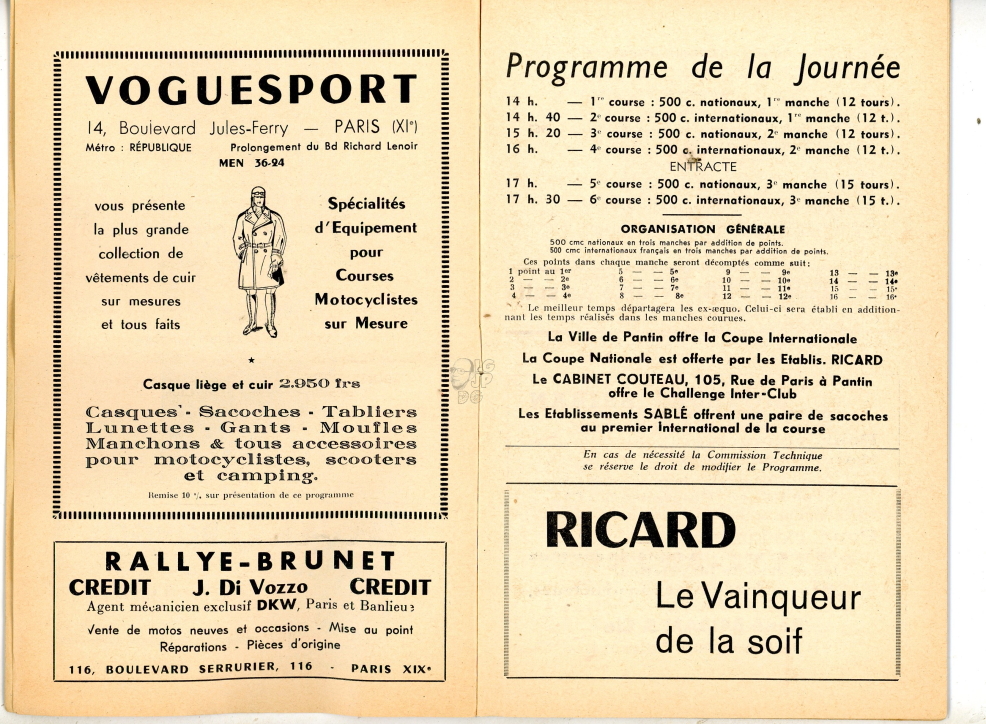 VOGUESPORT
14, Boulevard Jules-Ferry — PARIS (XIe)
Métro : RÉPUBLIQUE Prolongement du Bd Richard Lenoir
MEN 36-24
vous présente
la plus grande
collection de
vêtements de cuir
sur mesures
et tous faits
Spécialités
d'Equipement
pour
Courses
Motocyclistes
sur Mesure
Casque liège et cuir 2.950 frs
Casques - Sacoches - Tabliers
Lunettes - Gants - Moufles
Manchons & tous accessoires
pour motocyclistes, scooters
et camping.
Remise 10 % sur présentation de ce programme
RALLYE-BRUNET
CREDIT J. Di Vozzo CREDIT
Agent mécanicien exclusif DKW, Paris et Banlieue
Vente de motos neuves et occasions - Mise au point
Réparations - Pièces d'origine
116, BOULEVARD SERRURIER, 116 - PARIS XIXe
Programme de la Journée
14 h. — 1re course : 500 c. nationaux, 1re manche (12 tours).
14 h. 40 — 2e course : 500 c. internationaux, 1re manche (12 t.).
15 h. 20 — 3e course : 500 c. nationaux, 2e manche (12 tours).
16 h. — 4e course : 500 c. internationaux, 2e manche (12 t.).
ENTRACTE
17 h. — 5e course : 500 c. nationaux, 3e manche (15 tours).
17 h. 30 — 6e course : 500 c. internationaux, 3e manche (15 t.).
ORGANISATION GÉNÉRALE
500 cmc nationaux en trois manches par addition de points.
500 cmc internationaux français en trois manches par addition de points.
Ces points dans chaque manche seront décomptés comme suit :
1 point au 1er 5 — — 5e 9 — — 9e 13 — — 13e
2 — — 2e 6 — — 6e 10 — — 10e 14 — — 14e
3 — — 3e 7 — — 7e 11 — — 11e 15 — — 15e
4 — — 4e 8 — — 8e 12 — — 12e 16 — — 16e
Le meilleur temps départagera les ex-æquo. Celui-ci sera établi en addition-
nant les temps réalisés dans les manches courues.
La Ville de Pantin offre la Coupe Internationale
La Coupe Nationale est offerte par les Etablis. RICARD
Le CABINET COUTEAU, 105, Rue de Paris à Pantin
offre le Challenge Inter-Club
Les Etablissements SABLÉ offrent une paire de sacoches
au premier International de la course
En cas de nécessité la Commission Technique
se réserve le droit de modifier le Programme.
RICARD
Le Vainqueur
de la soif